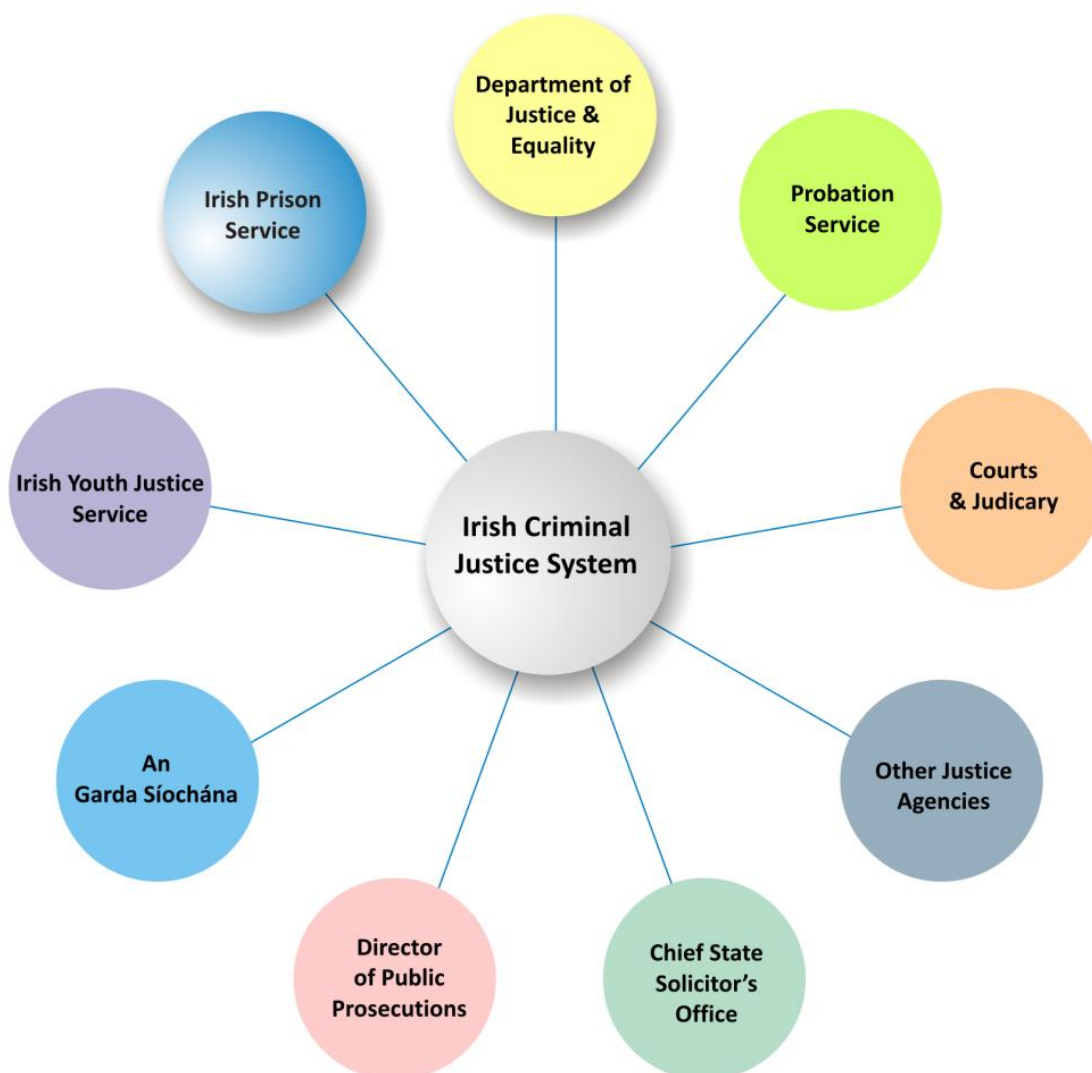 Department of
Justice &
Equality
Irish Prison
Service
Probation
Service
Irish Youth Justice
Service
Courts
& Judicary
Irish Criminal
Justice System
An
Garda Síochána
Other Justice
Agencies
Director
of Public
Prosecutions
Chief State
Solicitor's
Office